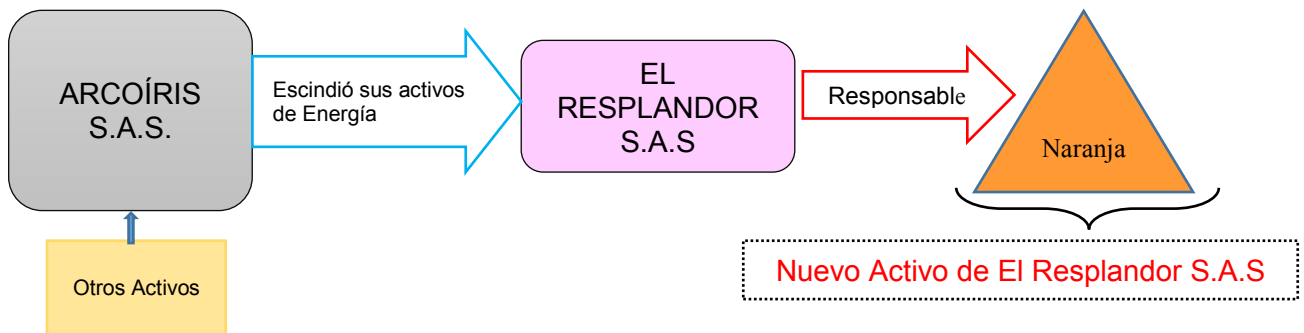 ARCOÍRIS
S.A.S.
Escindió sus activos
de Energía
EL
RESPLANDOR
S.A.S
Responsable
Naranja
Otros Activos
Nuevo Activo de El Resplandor S.A.S